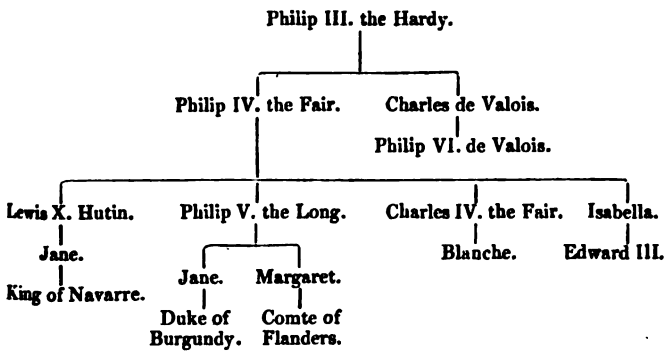 Philip III. the Hardy.
Philip IV. the Fair. Charles de Valois.
Philip VI. de Valois.
Lewis X. Hutin. Philip V. the Long. Charles IV. the Fair. Isabella.
Jane. Blanche. Edward III.
Jane. Margaret.
King of Navarre.
Duke of Comte of
Burgundy. Flanders.